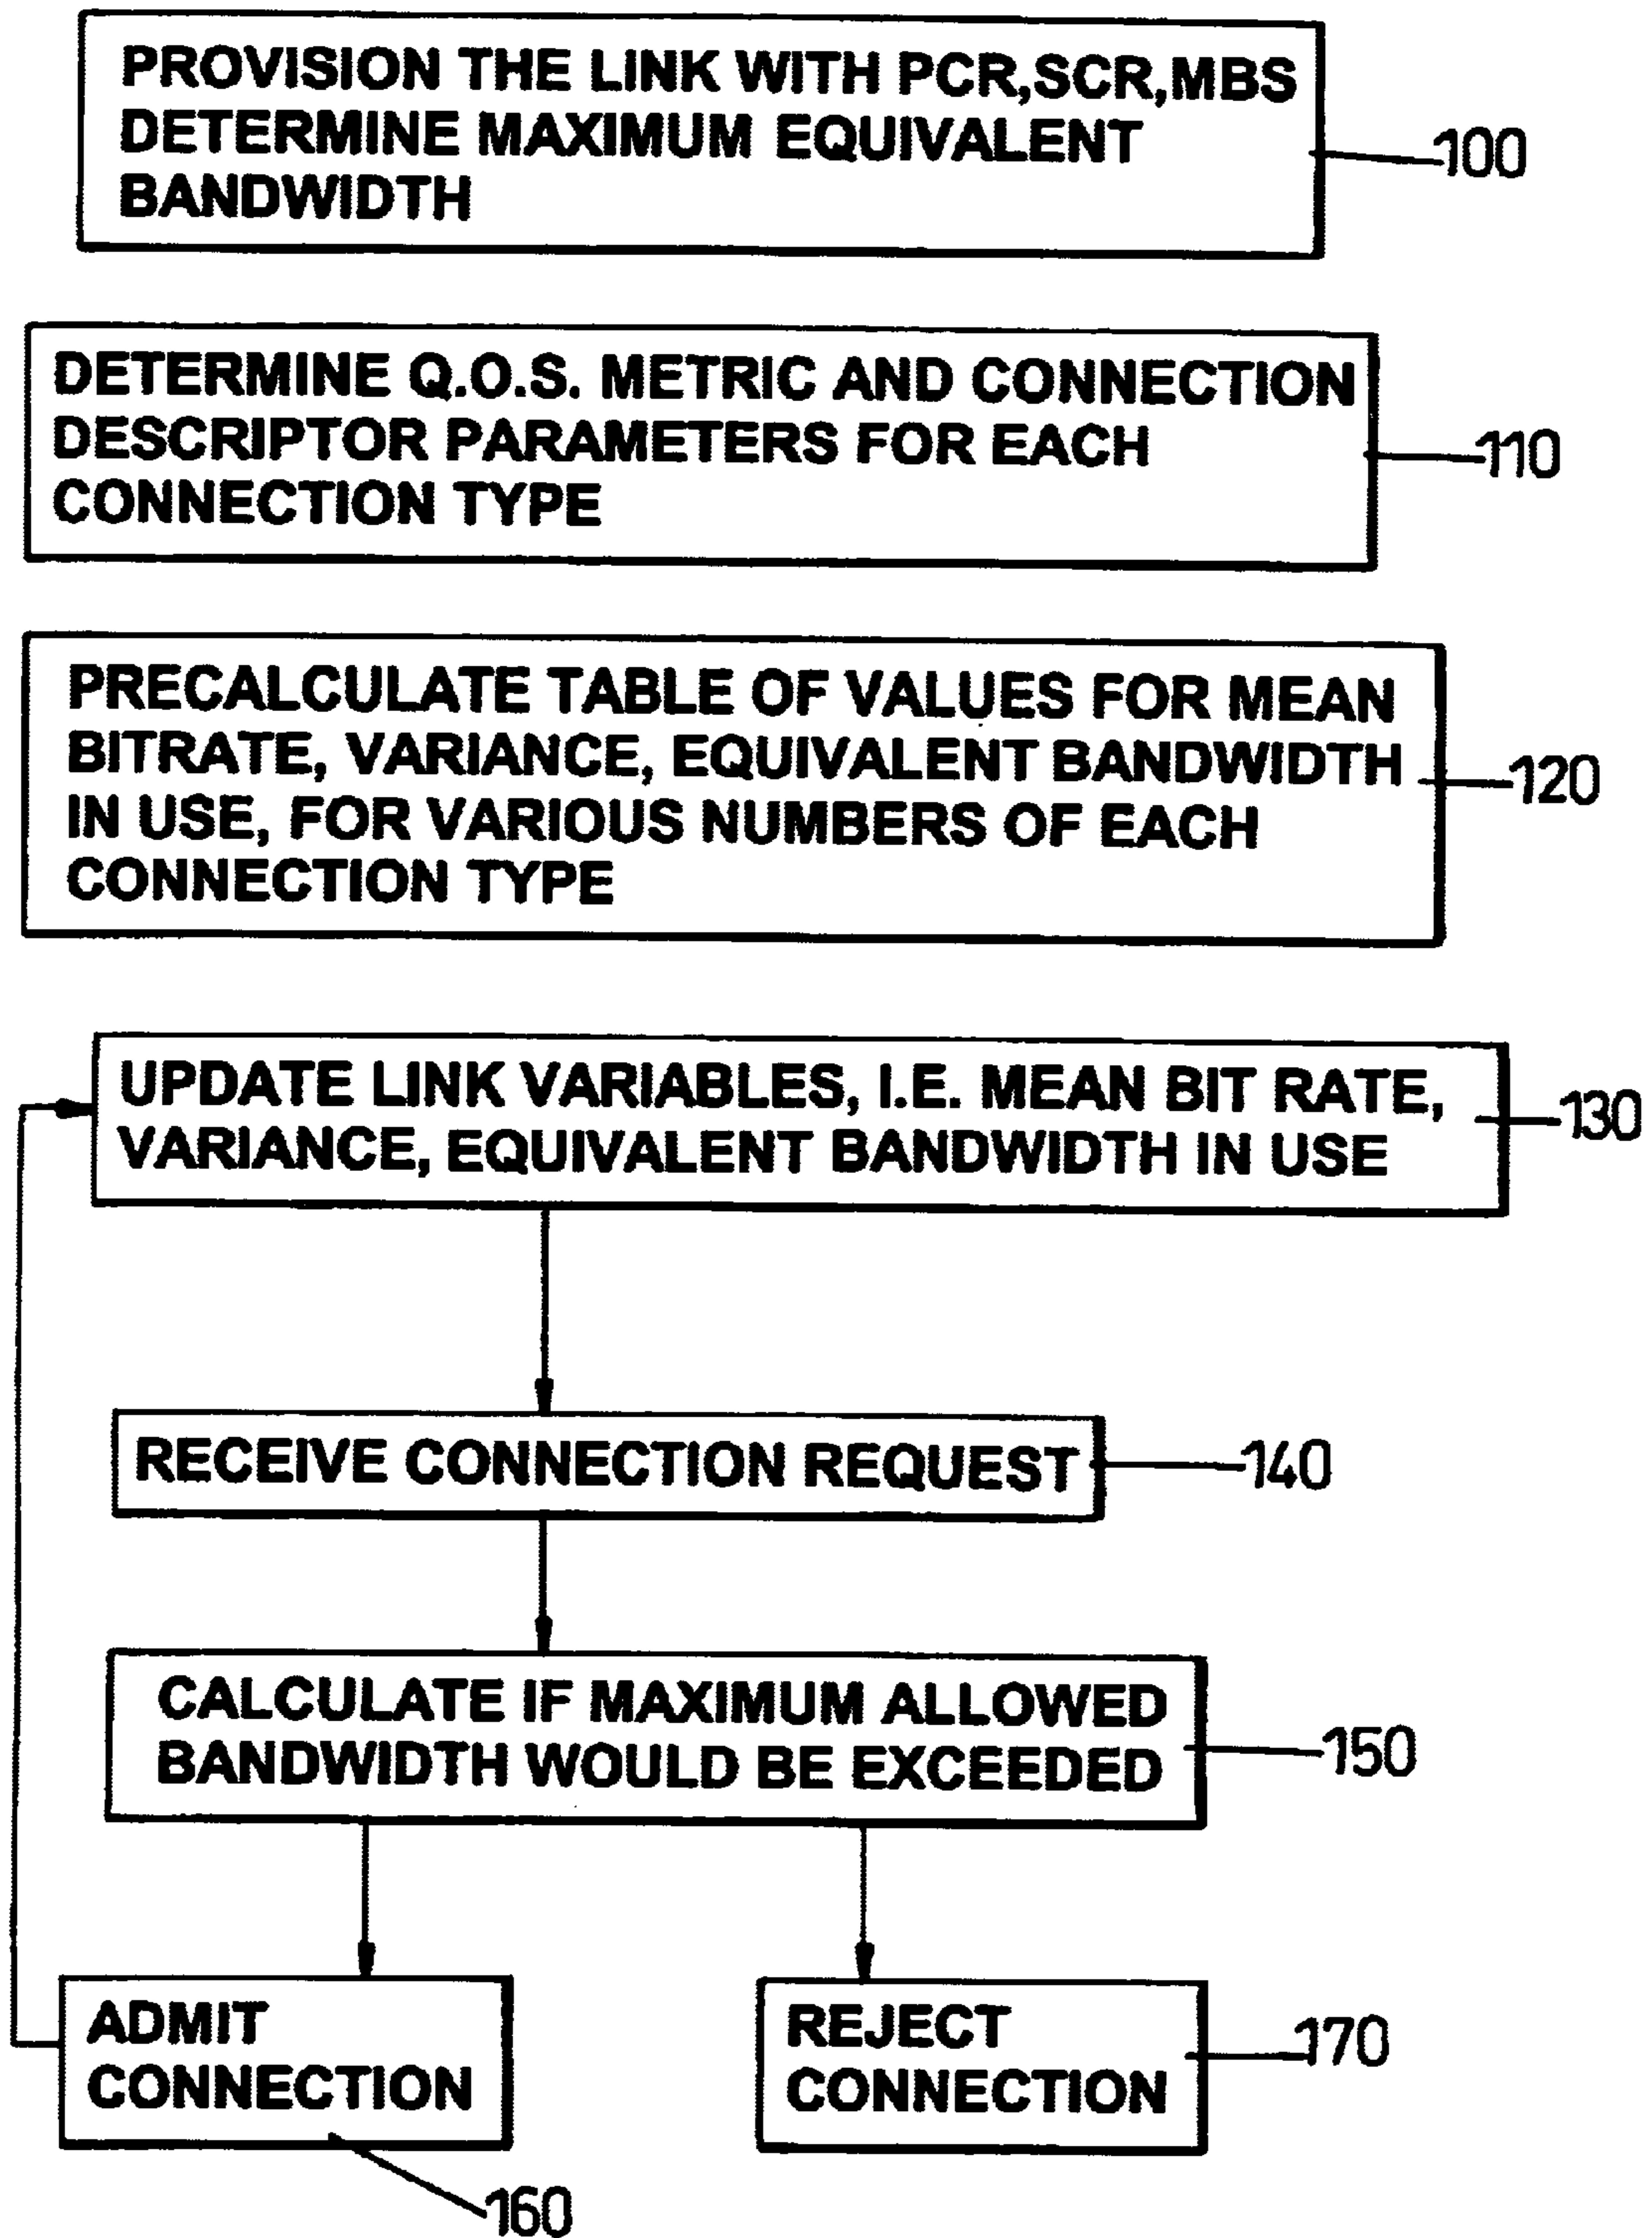 PROVISION THE LINK WITH PCR,SCR,MBS
DETERMINE MAXIMUM EQUIVALENT
BANDWIDTH
100
DETERMINE Q.O.S. METRIC AND CONNECTION
DESCRIPTOR PARAMETERS FOR EACH
CONNECTION TYPE
110
PRECALCULATE TABLE OF VALUES FOR MEAN
BITRATE, VARIANCE, EQUIVALENT BANDWIDTH
IN USE, FOR VARIOUS NUMBERS OF EACH
CONNECTION TYPE
120
UPDATE LINK VARIABLES, I.E. MEAN BIT RATE,
VARIANCE, EQUIVALENT BANDWIDTH IN USE
130
RECEIVE CONNECTION REQUEST
140
CALCULATE IF MAXIMUM ALLOWED
BANDWIDTH WOULD BE EXCEEDED
150
ADMIT
CONNECTION
160
REJECT
CONNECTION
170